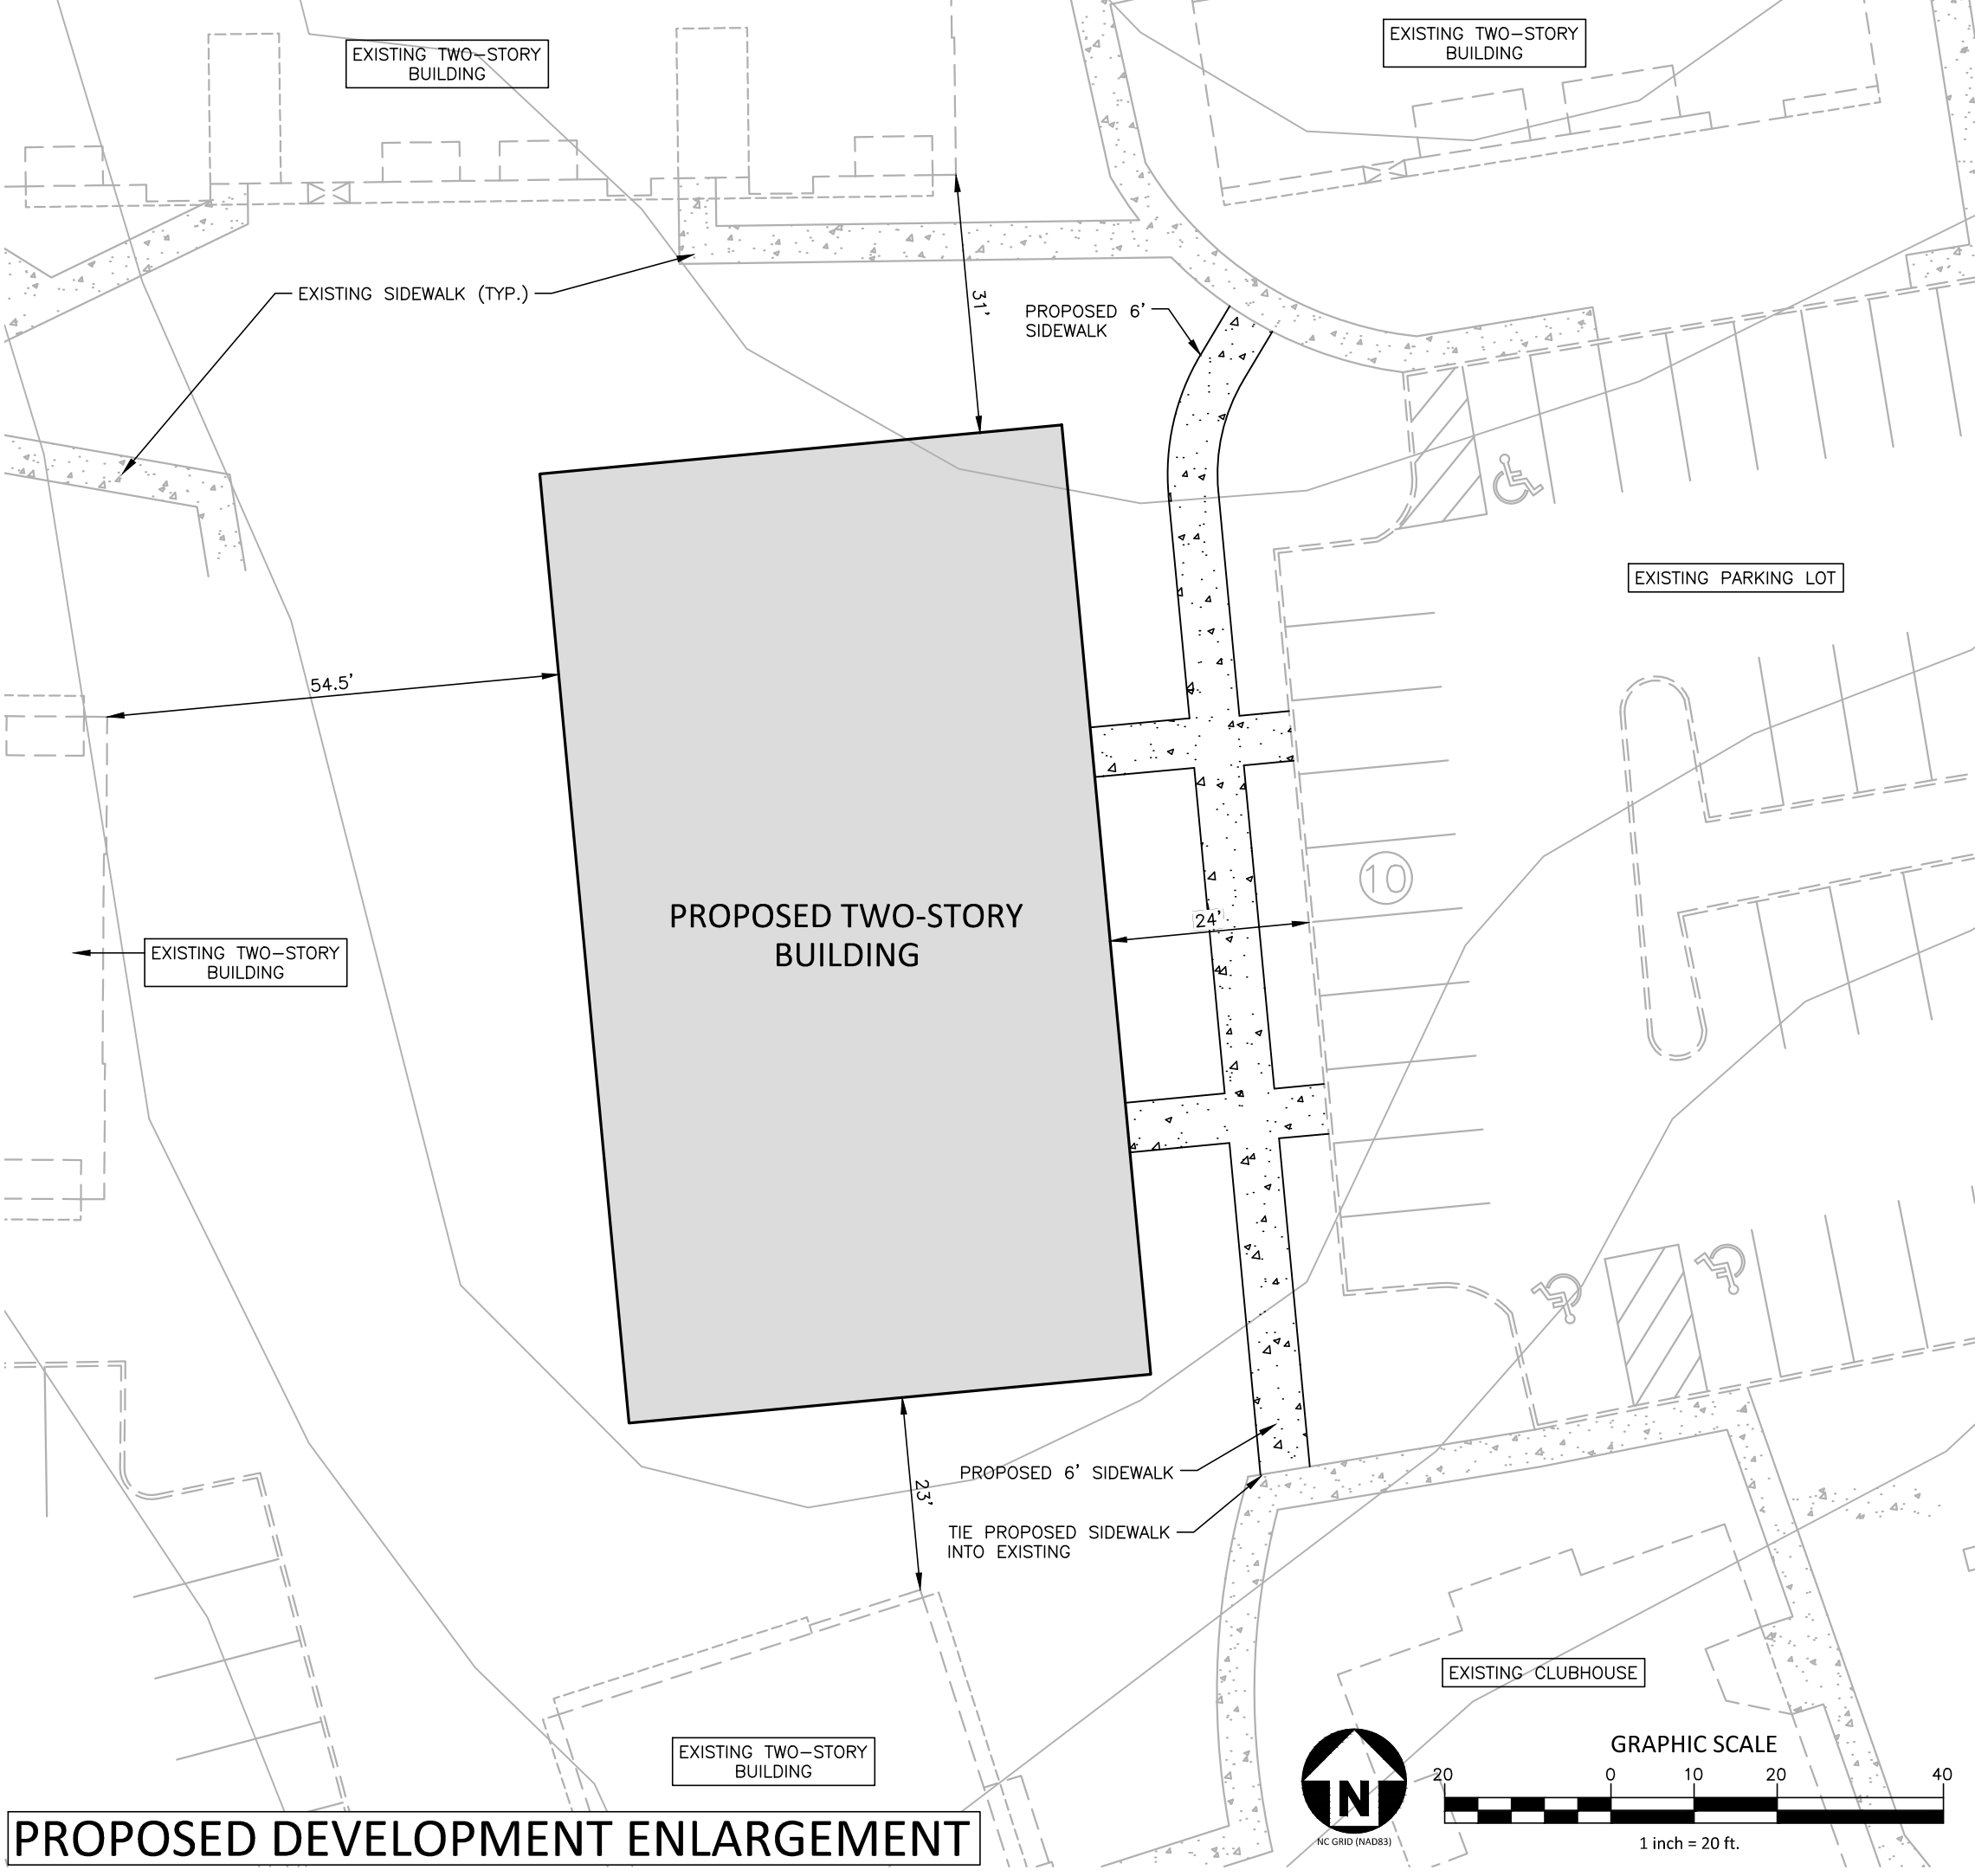 EXISTING TWO-STORY
BUILDING
EXISTING TWO-STORY
BUILDING
EXISTING SIDEWALK (TYP.)
31'
PROPOSED 6'
SIDEWALK
EXISTING PARKING LOT
54.5'
10
PROPOSED TWO-STORY
BUILDING
24'
EXISTING TWO-STORY
BUILDING
PROPOSED 6' SIDEWALK
23'
TIE PROPOSED SIDEWALK
INTO EXISTING
EXISTING CLUBHOUSE
EXISTING TWO-STORY
BUILDING
N
NC GRID (NAD83)
GRAPHIC SCALE
20 0 10 20 40
1 inch = 20 ft.
PROPOSED DEVELOPMENT ENLARGEMENT